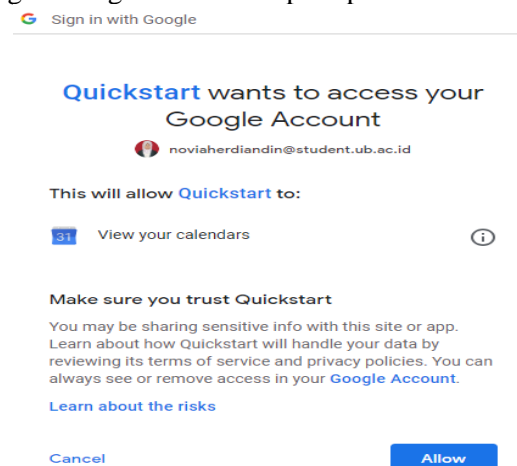 Sign in with Google
Quickstart wants to access your
Google Account
noviaherdiandin@student.ub.ac.id
This will allow Quickstart to:
31 View your calendars
Make sure you trust Quickstart
You may be sharing sensitive info with this site or app.
Learn about how Quickstart will handle your data by
reviewing its terms of service and privacy policies. You can
always see or remove access in your Google Account.
Learn about the risks
Cancel Allow